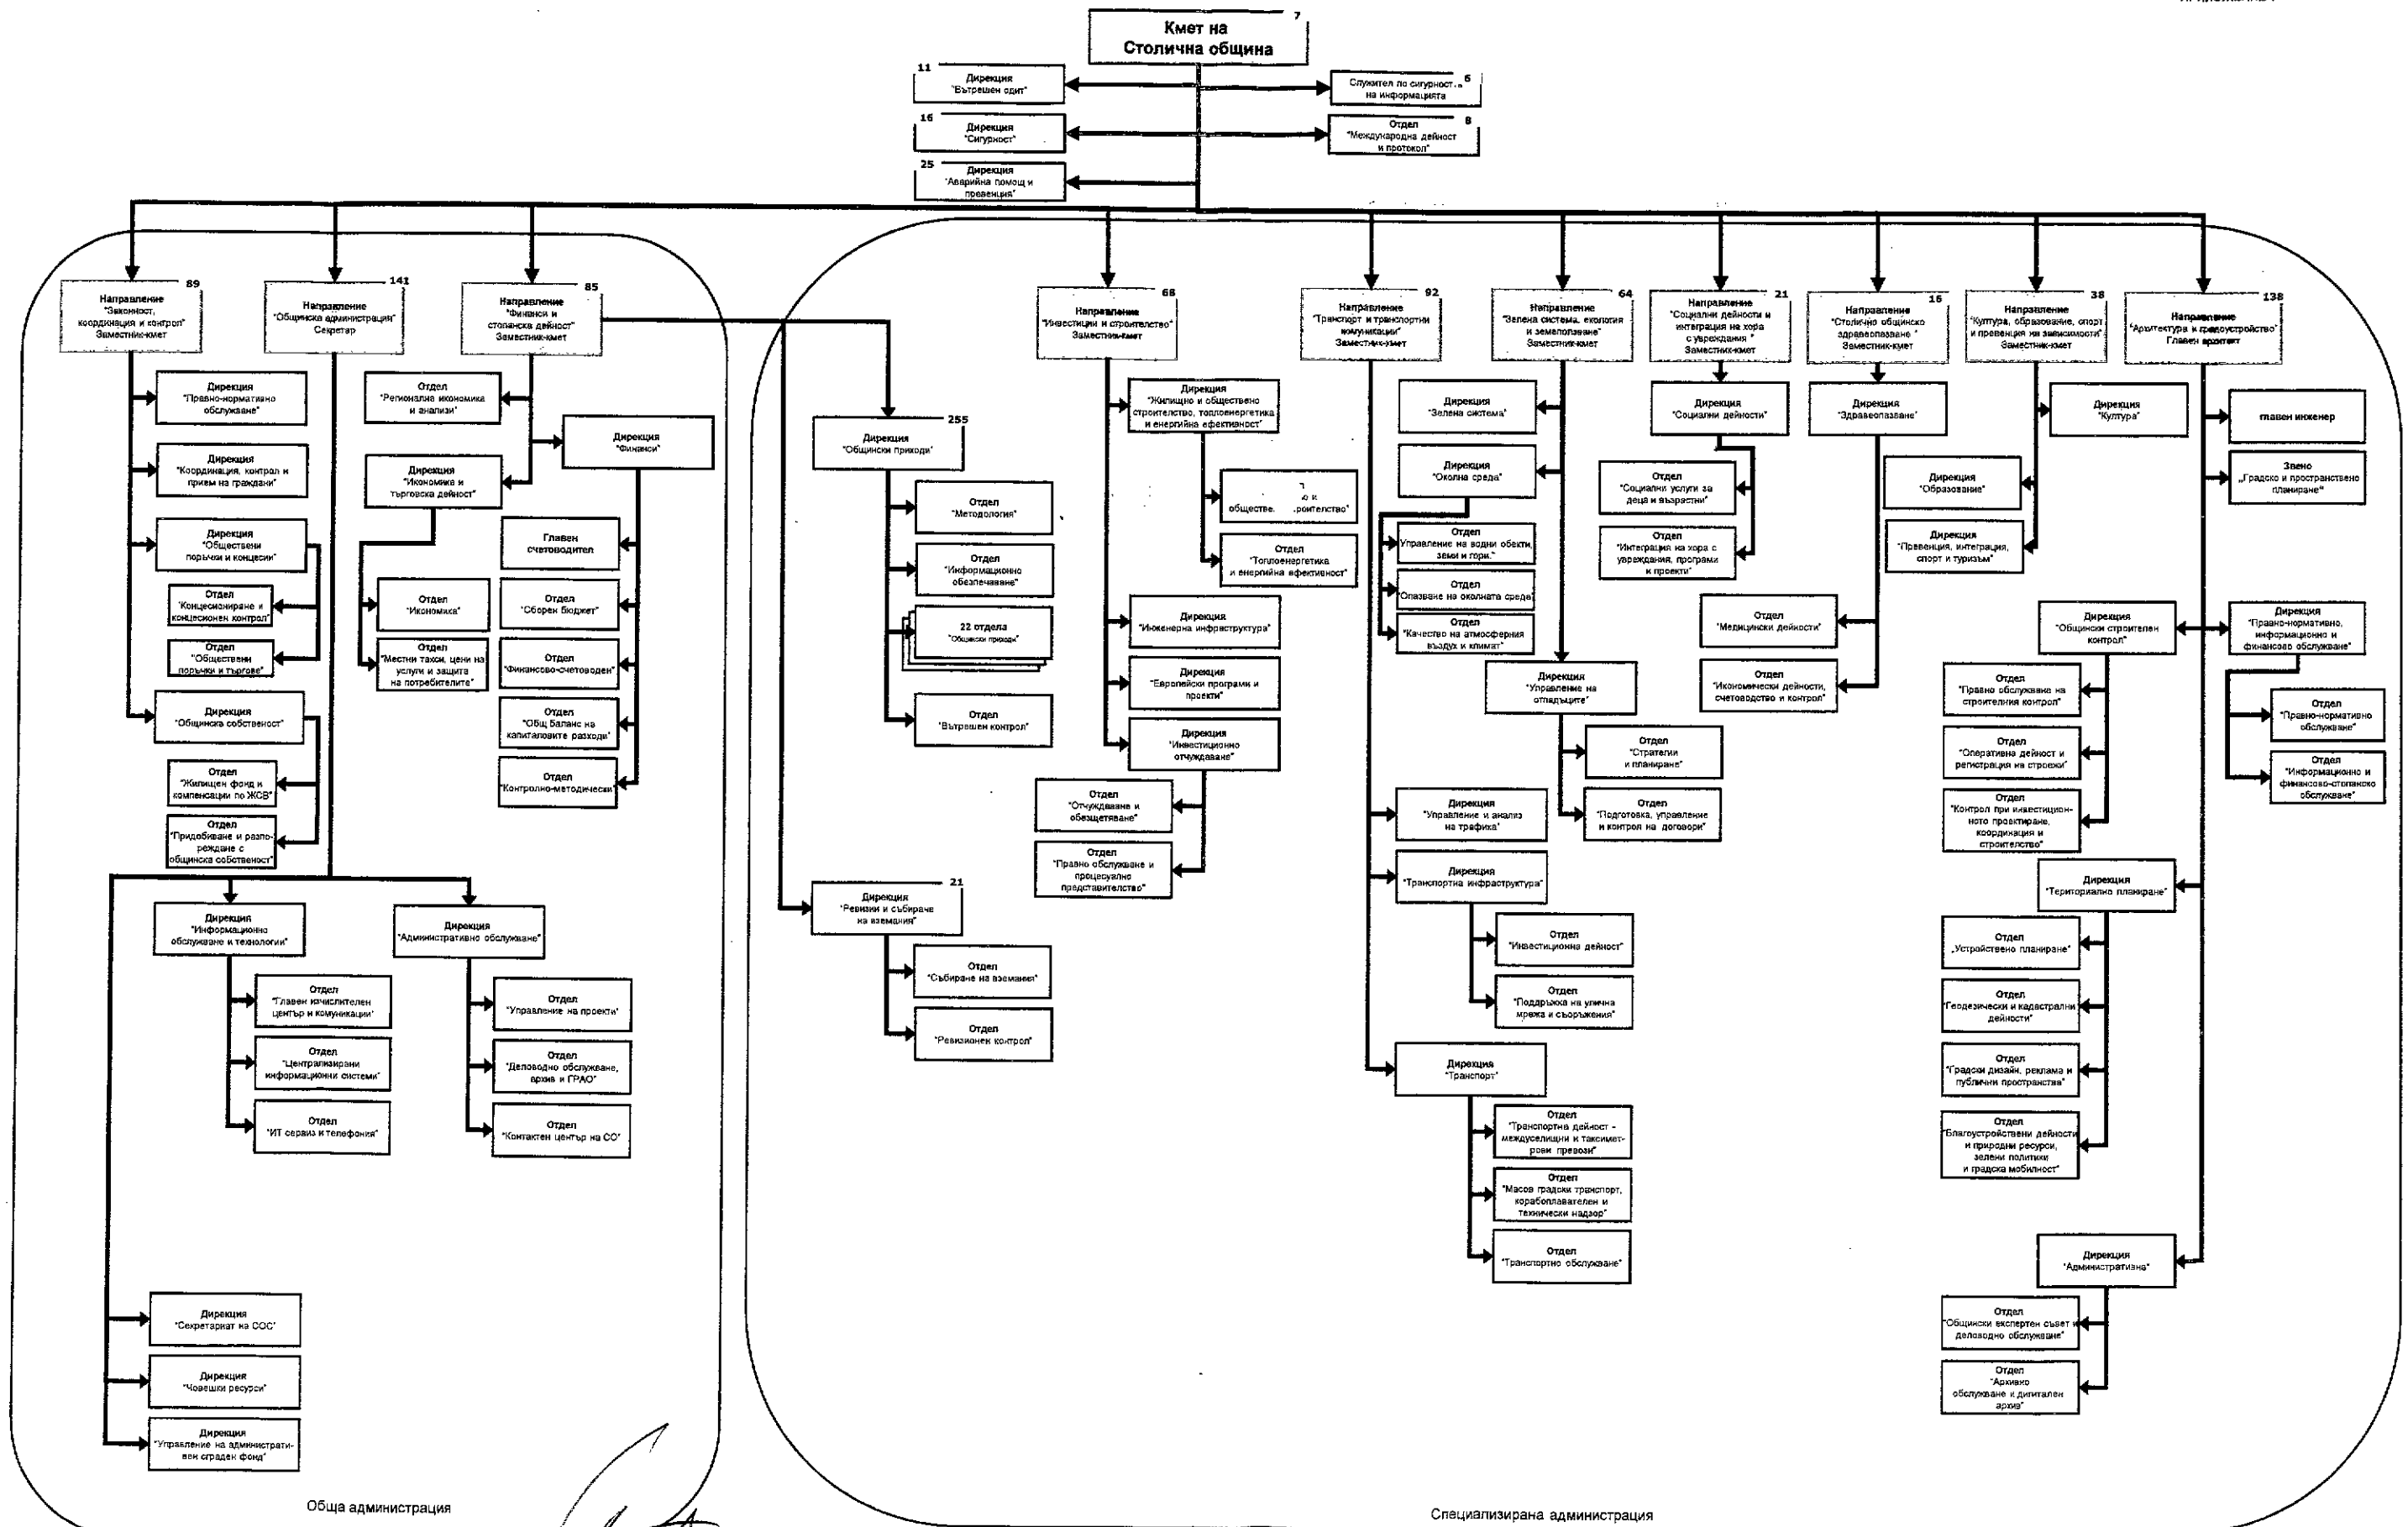 7
Кмет на
Столична община
11
Дирекция
"Вътрешен одит"
6
Служител по
на информацията
16
Дирекция
"Сигурност"
8
Отдел
"Международна дейност
и протокол"
25
Дирекция
"Аварийна помощ и
превенция"
89
Направление
"Законност,
координация и контрол"
Заместник-кмет
141
Направление
"Общинска администрация"
Секретар
85
Направление
"Финанси и
стопанска дейност"
Заместник-кмет
68
Направление
"Инвестиции и строителство"
Заместник-кмет
92
Направление
"Транспорт и транспортни
комуникации"
Заместник-кмет
64
Направление
"Зелена система, екология
и земеползване"
Заместник-кмет
21
Направление
"Социални дейности и
интеграция на хора
с увреждания "
Заместник-кмет
16
Направление
"Столично общинско
здравеопазване "
Заместник-кмет
38
Направление
"Култура, образование, спорт
и превенция на зависимости"
Заместник-кмет
138
Направление
"Архитектура и градоустройство"
Главен архитект
Дирекция
"Правно-нормативно
обслужване"
Дирекция
"Координация, контрол и
прием на граждани"
Дирекция
"Обществени
поръчки и концесии"
Отдел
"Концесиониране и
концесионен контрол"
Отдел
"Обществени
поръчки и търгове"
Дирекция
"Общинска собственост"
Отдел
"Жилищен фонд и
компенсации по ЖСВ"
Отдел
"Придобиване и разпо-
реждане с
общинска собственост"
Дирекция
"Информационно
обслужване и технологии"
Отдел
"Главен изчислителен
център и комуникации"
Отдел
"Централизирани
информационни системи"
Отдел
"ИТ сервиз и телефония"
Дирекция
"Административно обслужване"
Отдел
"Управление на проекти"
Отдел
"Деловодно обслужване,
архив и ГРАО"
Отдел
"Контактен център на СО"
Дирекция
"Секретариат на СОС"
Дирекция
"Човешки ресурси"
Дирекция
"Управление на административ-
вен сграден фонд"
Отдел
"Регионална икономика
и анализи"
Дирекция
"Финанси"
Дирекция
"Икономика и
търговска дейност"
Отдел
"Икономика"
Отдел
"Местни такси, цени на
услуги и защита
на потребителите"
Главен
счетоводител
Отдел
"Сборен бюджет"
Отдел
"Финансово-счетоводен"
Отдел
"Общ баланс на
капиталовите разходи"
Отдел
"Контролно-методически"
255
Дирекция
"Общински приходи"
Отдел
"Методология"
Отдел
"Информационно
обезпечаване"
22 отдела
"Общински приходи"
Отдел
"Вътрешен контрол"
21
Дирекция
"Ревизии и събиране
на вземания"
Отдел
"Събиране на вземания"
Отдел
"Ревизионен контрол"
Дирекция
"Жилищно и обществено
строителство, топлоенергетика
и енергийна ефективност"
Отдел
"Топлоенергетика
и енергийна ефективност"
Дирекция
"Инженерна инфраструктура"
Дирекция
"Европейски програми и
проекти"
Дирекция
"Инвестиционно
отчуждаване"
Отдел
"Отчуждаване и
обезщетяване"
Отдел
"Правно обслужване и
процесуално
представителство"
Дирекция
"Управление и анализ
на трафика"
Дирекция
"Транспортна инфраструктура"
Отдел
"Инвестиционна дейност"
Отдел
"Поддръжка на улична
мрежа и съоръжения"
Дирекция
"Транспорт"
Отдел
"Транспортна дейност -
междуселищни и таксимет-
рови превози"
Отдел
"Масов градски транспорт,
корабоплавателен и
технически надзор"
Отдел
"Транспортно обслужване"
Дирекция
"Зелена система"
Дирекция
"Околна среда"
Отдел
Управление на водни обекти,
земи и гори."
Отдел
"Опазване на околната среда"
Отдел
"Качество на атмосферния
въздух и климат"
Дирекция
"Управление на
отпадъците"
Отдел
"Стратегии
и планиране"
Отдел
"Подготовка, управление
и контрол на договори"
Дирекция
"Социални дейности"
Отдел
"Социални услуги за
деца и възрастни"
Отдел
"Интеграция на хора с
увреждания, програми
и проекти"
Дирекция
"Здравеопазване"
Отдел
"Медицински дейности"
Отдел
"Икономически дейности,
счетоводство и контрол"
Дирекция
"Култура"
Дирекция
"Образование"
Дирекция
"Превенция, интеграция,
спорт и туризъм"
главен инженер
Звено
„Градско и пространствено
планиране"
Дирекция
"Общински строителен
контрол"
Дирекция
"Правно-нормативно,
информационно и
финансово обслужване"
Отдел
"Правно обслужване на
строителния контрол"
Отдел
"Оперативна дейност и
регистрация на строежи"
Отдел
"Контрол при инвестицион-
ното проектиране,
координация и
строителство"
Отдел
"Правно-нормативно
обслужване"
Отдел
"Информационно и
финансово-стопанско
обслужване"
Дирекция
"Териториално планиране"
Отдел
„Устройствено планиране"
Отдел
"Геодезически и кадастрални
дейности"
Отдел
"Градски дизайн, реклама и
публични пространства"
Отдел
"Благоустройствени дейности
и природни ресурси,
зелени политики
и градска мобилност"
Дирекция
"Административна"
Отдел
"Общински експертен съвет и
деловодно обслужване"
Отдел
"Архивно
обслужване и дигитален
архив"
Обща администрация
Специализирана администрация